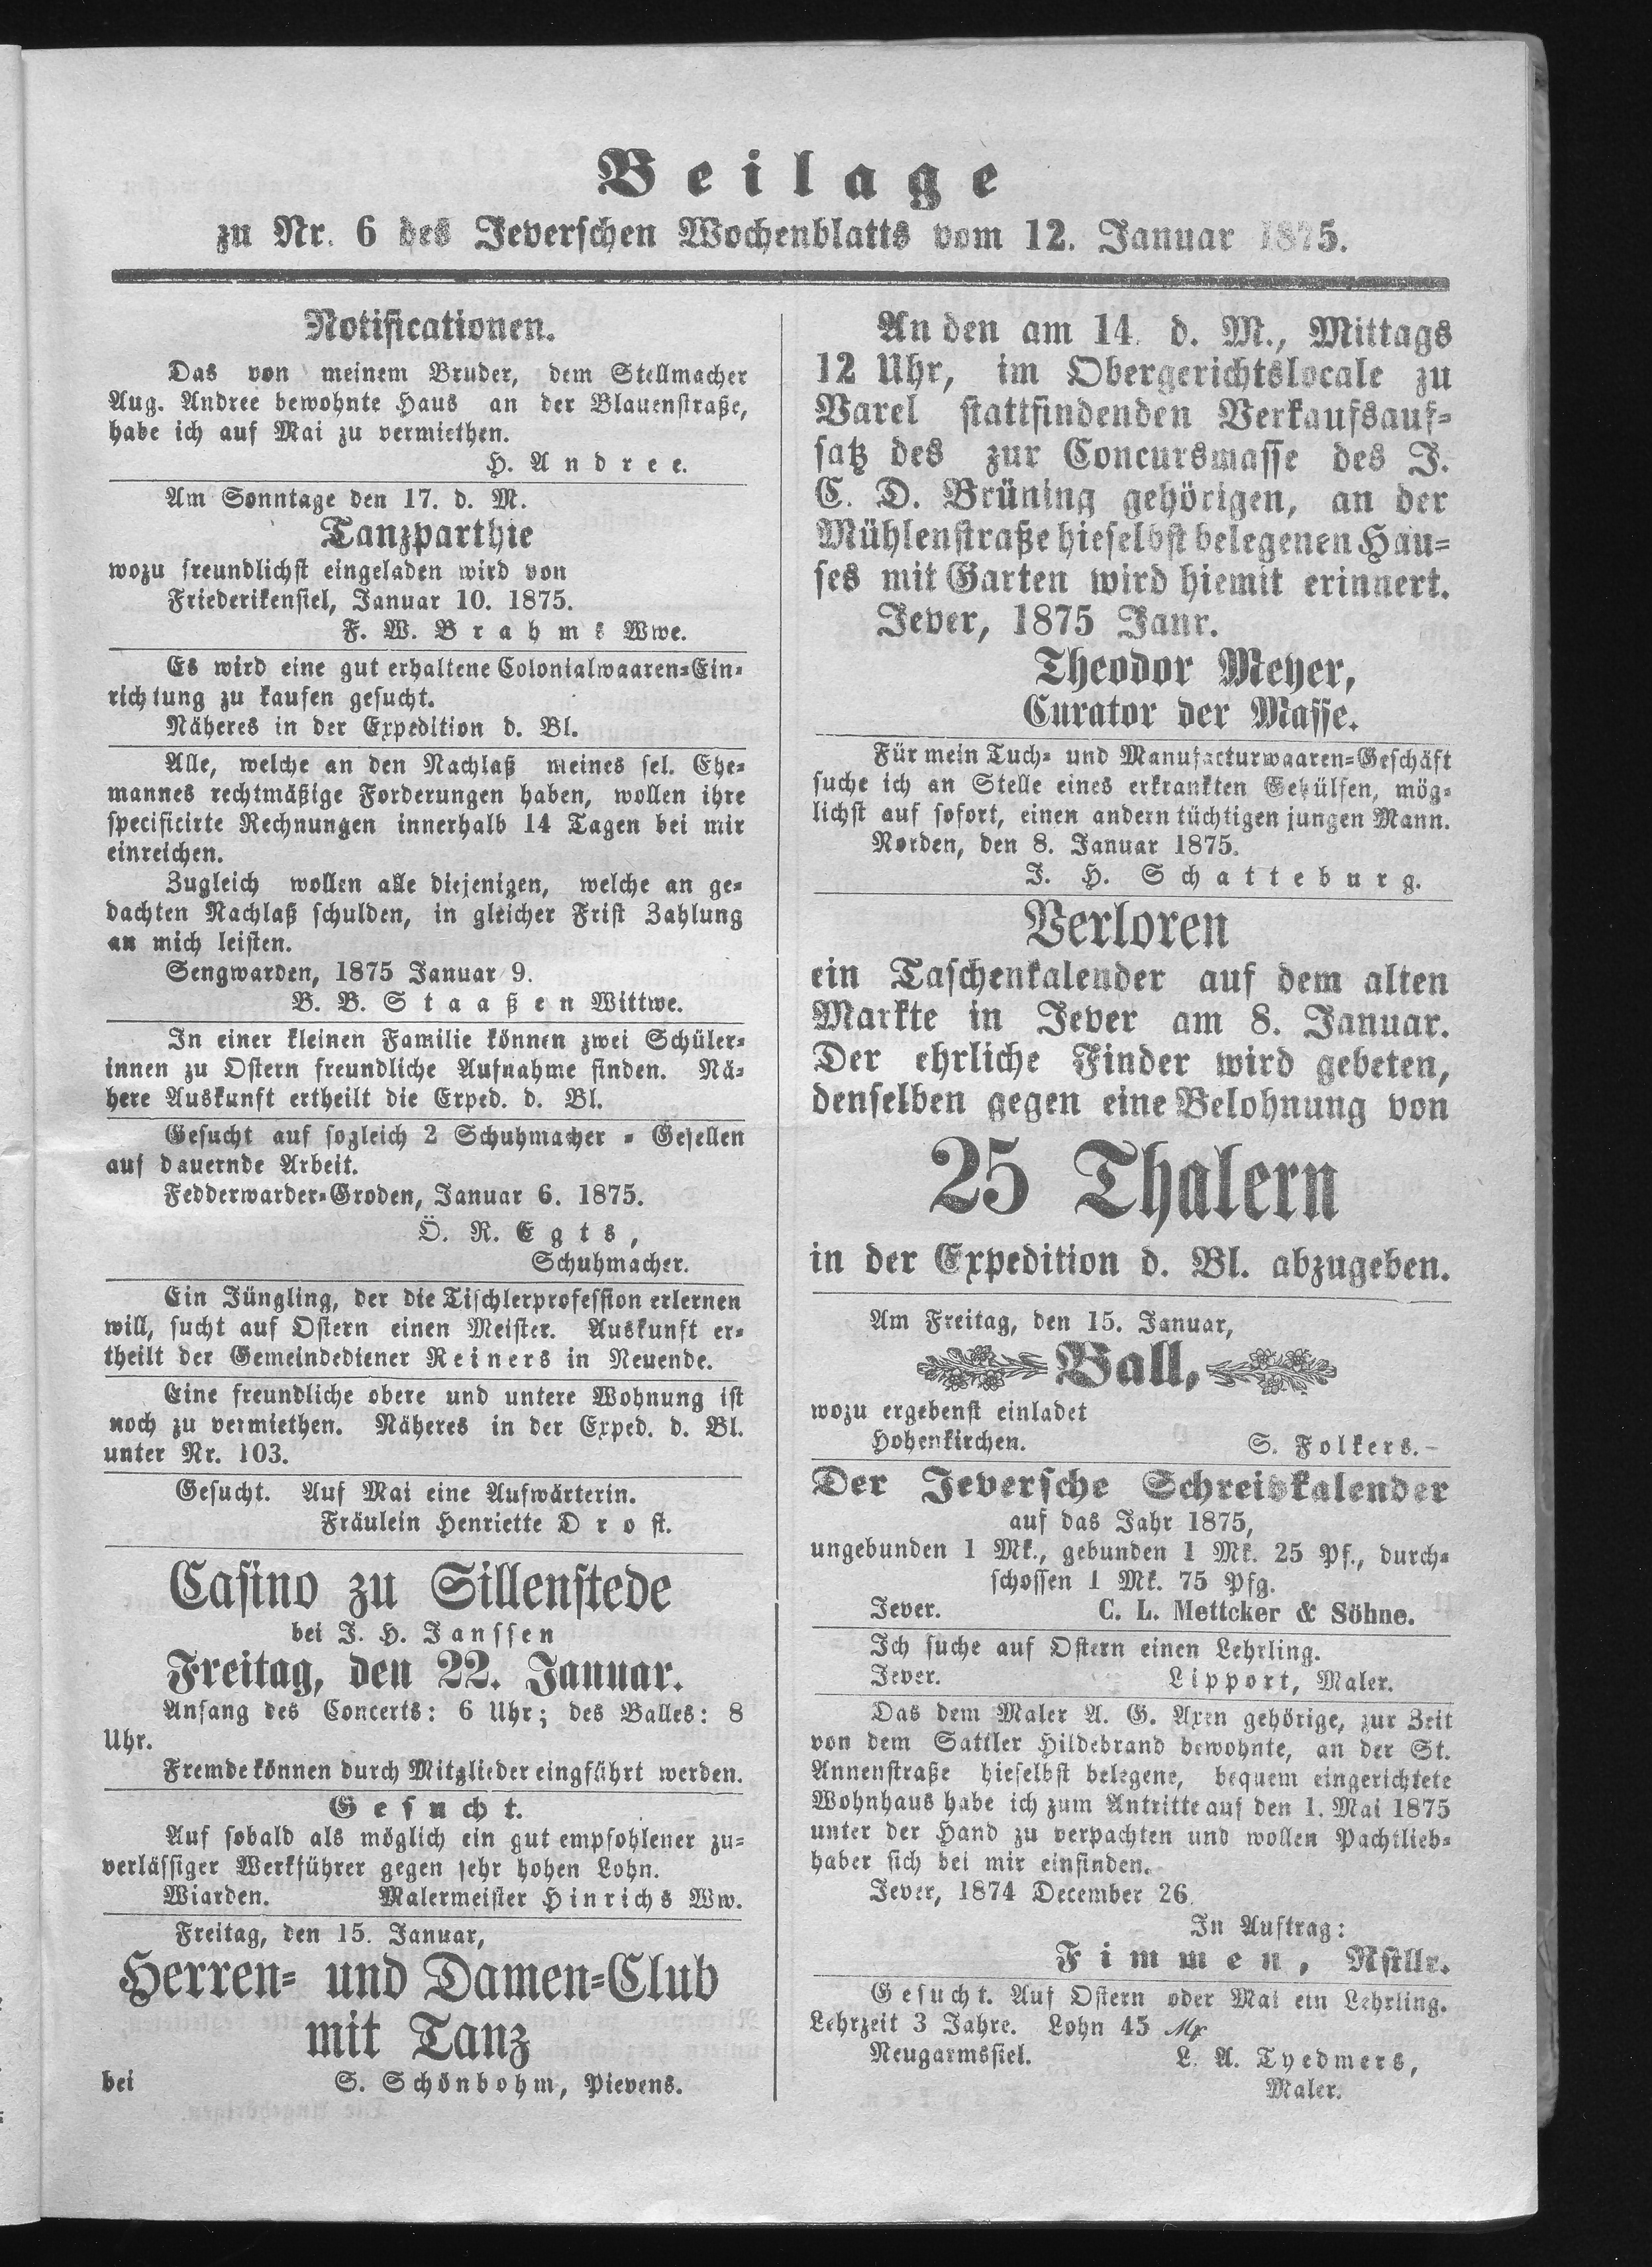 Beilage
zu Nr. 6 des Jeverschen Wochenblatts vom 12. Januar 1875.
Notificationen.
Das von meinem Bruder, dem Stellmacher
Aug. Andree bewohnte Haus an der Blauenstraße,
habe ich auf Mai zu vermiethen.
H. Andree.
Am Sonntage den 17. d. M.
Tanzparthie
wozu freundlichst eingeladen wird von
Friederikensiel, Januar 10. 1875.
F. W. Brahms Wwe.
Es wird eine gut erhaltene Colonialwaaren-Ein-
richtung zu kaufen gesucht.
Näheres in der Expedition d. Bl.
Alle, welche an den Nachlaß meines sel. Ehe-
mannes rechtmäßige Forderungen haben, wollen ihre
specificirte Rechnungen innerhalb 14 Tagen bei mir
einreichen.
Zugleich wollen alle diejenigen, welche an ge-
dachten Nachlaß schulden, in gleicher Frist Zahlung
an mich leisten.
Sengwarden, 1875 Januar 9.
B. B. Staaßen Wittwe.
In einer kleinen Familie können zwei Schüler-
innen zu Ostern freundliche Aufnahme finden. Nä-
here Auskunft ertheilt die Exped. d. Bl.
Gesucht auf sogleich 2 Schuhmacher-Gesellen
auf dauernde Arbeit.
Fedderwarder-Groden, Januar 6. 1875.
Ö. R. Egts,
Schuhmacher.
Ein Jüngling, der die Tischlerprofession erlernen
will, sucht auf Ostern einen Meister. Auskunft er-
theilt der Gemeindediener Reiners in Neuende.
Eine freundliche obere und untere Wohnung ist
noch zu vermiethen. Näheres in der Exped. d. Bl.
unter Nr. 103.
Gesucht. Auf Mai eine Aufwärterin.
Fräulein Henriette Drost.
Casino zu Sillenstede
bei J. H. Janssen
Freitag, den 22. Januar.
Anfang des Concerts: 6 Uhr; des Balles: 8
Uhr.
Fremde können durch Mitglieder eingführt werden.
Gesucht.
Auf sobald als möglich ein gut empfohlener zu-
verlässiger Werkführer gegen sehr hohen Lohn.
Wiarden. Malermeister Hinrichs Ww.
Freitag, den 15. Januar,
Herren- und Damen-Club
mit Tanz
bei S. Schönbohm, Pievens.
An den am 14. d. M., Mittags
12 Uhr, im Obergerichtslocale zu
Varel stattfindenden Verkaufsauf-
satz des zur Concursmasse des J.
C. D. Brüning gehörigen, an der
Mühlenstraße hieselbst belegenen Hau-
ses mit Garten wird hiemit erinnert.
Jever, 1875 Janr.
Theodor Meyer,
Curator der Masse.
Für mein Tuch- und Manufacturwaaren-Geschäft
suche ich an Stelle eines erkrankten Gehülfen, mög-
lichst auf sofort, einen andern tüchtigen jungen Mann.
Norden, den 8. Januar 1875.
J. H. Schatteburg.
Verloren
ein Taschenkalender auf dem alten
Markte in Jever am 8. Januar.
Der ehrliche Finder wird gebeten,
denselben gegen eine Belohnung von
25 Thalern
in der Expedition d. Bl. abzugeben.
Am Freitag, den 15. Januar,
Ball,
wozu ergebenst einladet
Hohenkirchen. S. Folkers.
Der Jeversche Schreibkalender
auf das Jahr 1875,
ungebunden 1 Mk., gebunden 1 Mk. 25 Pf., durch-
schossen 1 Mk. 75 Pfg.
Jever. C. L. Mettcker & Söhne.
Ich suche auf Ostern einen Lehrling.
Jever. Lipport, Maler.
Das dem Maler A. G. Axen gehörige, zur Zeit
von dem Sattler Hildebrand bewohnte, an der St.
Annenstraße hieselbst belegene, bequem eingerichtete
Wohnhaus habe ich zum Antritte auf den 1. Mai 1875
unter der Hand zu verpachten und wollen Pachtlieb-
haber sich bei mir einfinden.
Jever, 1874 December 26.
In Auftrag:
Fimmen, Rstllr.
Gesucht. Auf Ostern oder Mai ein Lehrling.
Lehrzeit 3 Jahre. Lohn 45 Mk
Neugarmssiel. L. A. Tyedmers,
Maler.